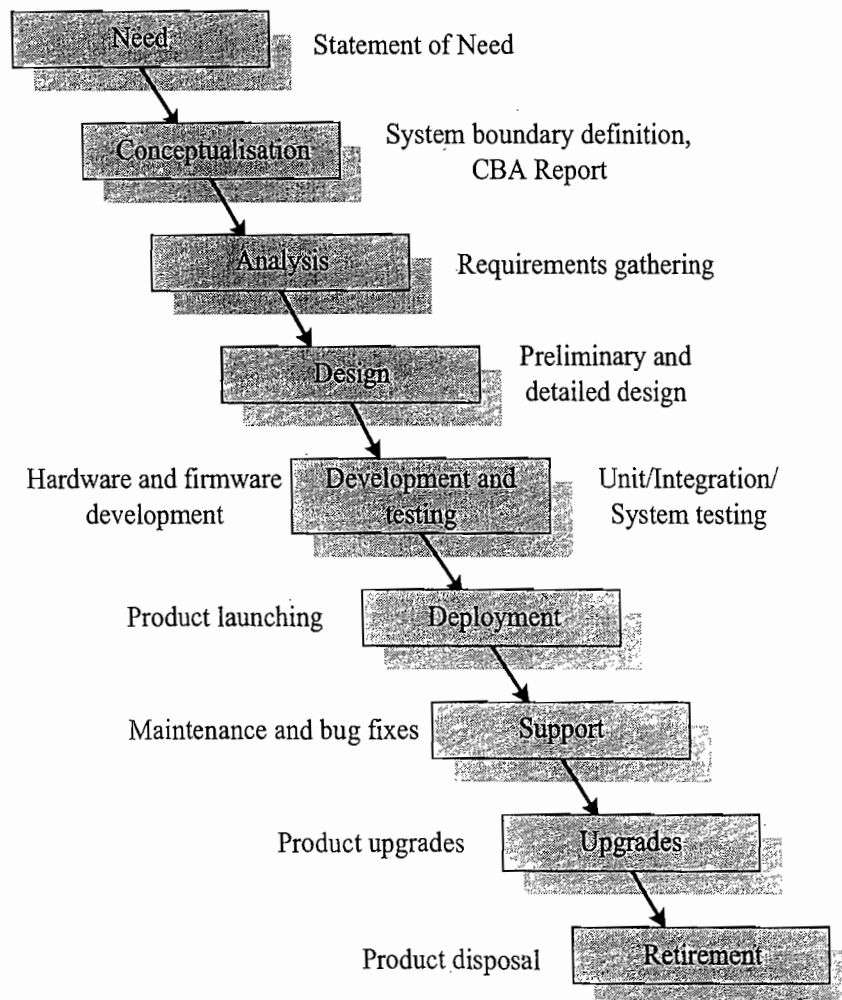 Need
Statement of Need
Conceptualisation
System boundary definition,
CBA Report
Analysis
Requirements gathering
Design
Preliminary and
detailed design
Hardware and firmware
development
Development and
testing
Unit/Integration/
System testing
Product launching
Deployment
Maintenance and bug fixes
Support
Product upgrades
Upgrades
Product disposal
Retirement